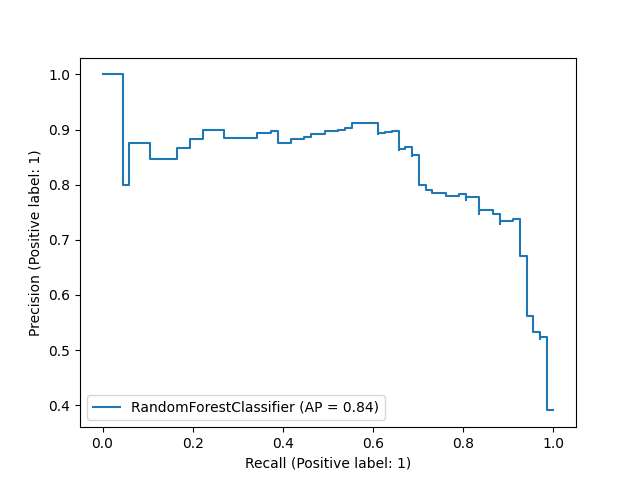 1.0
0.9
0.8
0.7
0.6
0.5
0.4
Precision (Positive label: 1)
RandomForestClassifier (AP = 0.84)
0.0 0.2 0.4 0.6 0.8 1.0
Recall (Positive label: 1)